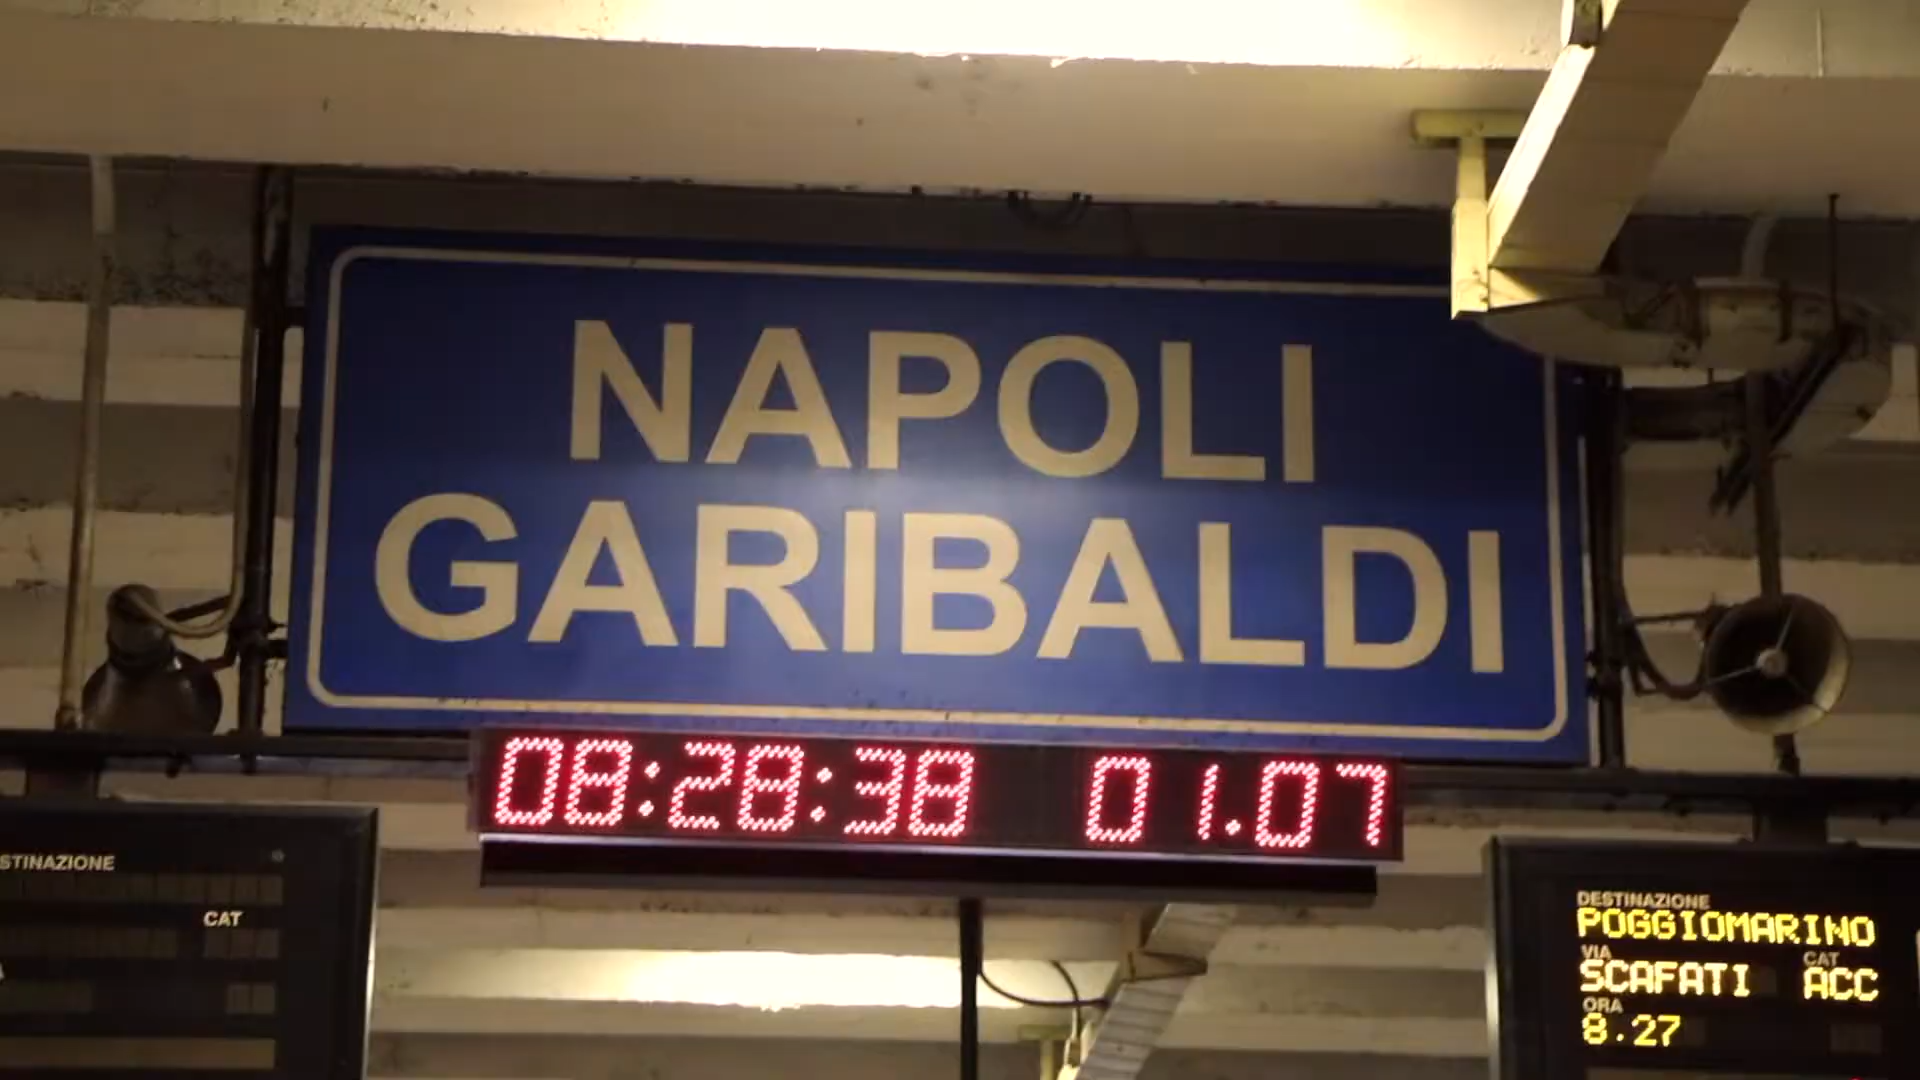 NAPOLI
GARIBALDI
08:28:38 01.07
STINAZIONE
CAT
DESTINAZIONE
POGGIOMARINO
VIA CAT
SCAFATI ACC
ORA
8.27